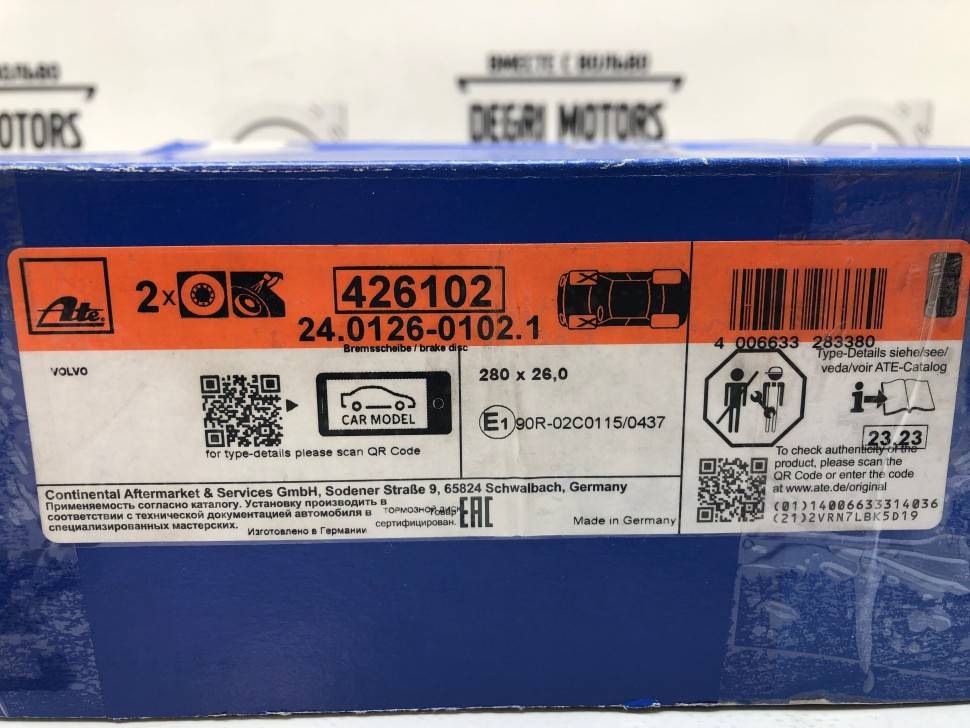 ВМЕСТЕ С ВОЛЬВО
DEGRI MOTORS
ВОЛЬВО
OTORS
Ate
2x
426102
24.0126-0102.1
Bremsscheibe / brake disc
4 006633 283380
Type-Details siehe/see/
veda/voir ATE-Catalog
VOLVO
280 x 26,0
CAR MODEL
for type-details please scan QR Code
E1 90R-02C0115/0437
i
23,23
To check authenticity of the
product, please scan the
QR Code or enter the code
at www.ate.de/original
(01)14006633314036
(21)2VRN7LBK5D19
Continental Aftermarket & Services GmbH, Sodener Straße 9, 65824 Schwalbach, Germany
Применяемость согласно каталогу. Установку производить в
соответствии с технической документацией автомобиля в
специализированных мастерских.
Изготовлено в Германии
тормозной диск
Товар
сертифицирован.
EAC
Made in Germany